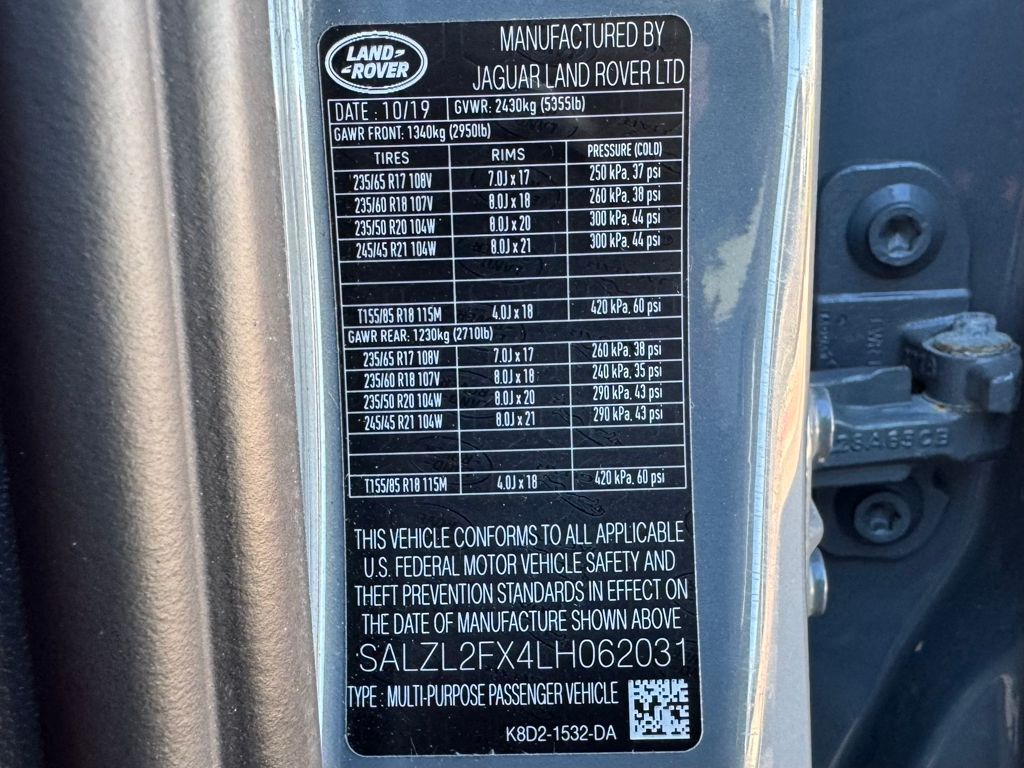 LAND-
-ROVER
MANUFACTURED BY
JAGUAR LAND ROVER LTD
DATE : 10/19 GVWR: 2430kg (5355lb)
GAWR FRONT: 1340kg (2950lb)
TIRES RIMS PRESSURE (COLD)
235/65 R17 108V 7.0J x 17 250 kPa, 37 psi
235/60 R18 107V 8.0J x 18 260 kPa, 38 psi
235/50 R20 104W 8.0J x 20 300 kPa, 44 psi
245/45 R21 104W 8.0J x 21 300 kPa, 44 psi
T155/85 R18 115M 4.0J x 18 420 kPa, 60 psi
GAWR REAR: 1230kg (2710lb)
235/65 R17 108V 7.0J x 17 260 kPa, 38 psi
235/60 R18 107V 8.0J x 18 240 kPa, 35 psi
235/50 R20 104W 8.0J x 20 290 kPa, 43 psi
245/45 R21 104W 8.0J x 21 290 kPa, 43 psi
T155/85 R18 115M 4.0J x 18 420 kPa, 60 psi
THIS VEHICLE CONFORMS TO ALL APPLICABLE
U.S. FEDERAL MOTOR VEHICLE SAFETY AND
THEFT PREVENTION STANDARDS IN EFFECT ON
THE DATE OF MANUFACTURE SHOWN ABOVE
SALZL2FX4LH062031
TYPE : MULTI-PURPOSE PASSENGER VEHICLE
K8D2-1532-DA